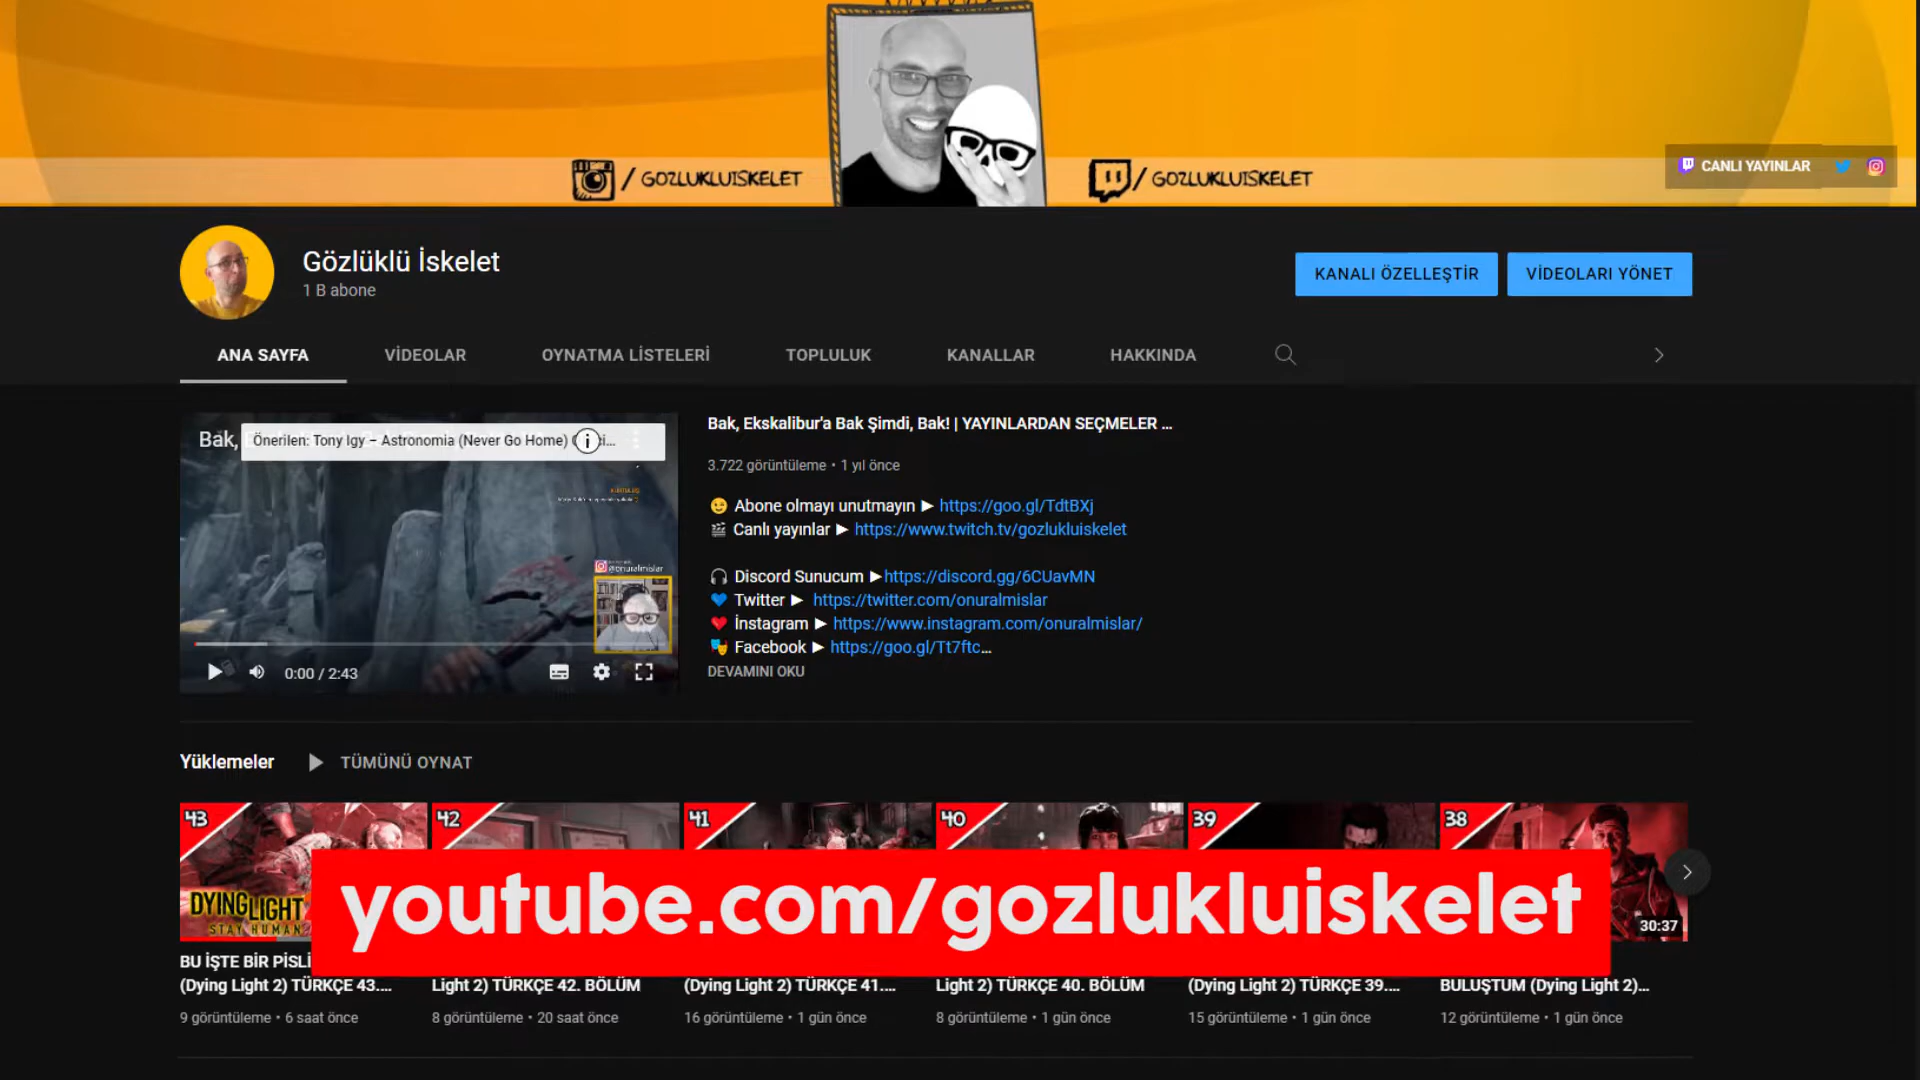 / GOZLUKLUISKELET
/ GOZLUKLUISKELET
CANLI YAYINLAR
Gözlüklü İskelet
1 B abone
KANALI ÖZELLEŞTİR
VİDEOLARI YÖNET
ANA SAYFA
VİDEOLAR
OYNATMA LİSTELERİ
TOPLULUK
KANALLAR
HAKKINDA
Bak,
Önerilen: Tony Igy – Astronomia (Never Go Home)
@onuralmislar
0:00 / 2:43
Bak, Ekskalibur'a Bak Şimdi, Bak! | YAYINLARDAN SEÇMELER ...
3.722 görüntüleme • 1 yıl önce
😉 Abone olmayı unutmayın ► https://goo.gl/TdtBXj
🎬 Canlı yayınlar ► https://www.twitch.tv/gozlukluiskelet
🎧 Discord Sunucum ►https://discord.gg/6CUavMN
💙 Twitter ► https://twitter.com/onuralmislar
❤️ İnstagram ► https://www.instagram.com/onuralmislar/
🎭 Facebook ► https://goo.gl/Tt7ftc...
DEVAMINI OKU
Yüklemeler
TÜMÜNÜ OYNAT
43
42
41
40
39
38
DYING LIGHT
STAY HUMAN
30:37
youtube.com/gozlukluiskelet
BU İŞTE BİR PİSLİ
(Dying Light 2) TÜRKÇE 43....
9 görüntüleme • 6 saat önce
Light 2) TÜRKÇE 42. BÖLÜM
8 görüntüleme • 20 saat önce
(Dying Light 2) TÜRKÇE 41....
16 görüntüleme • 1 gün önce
Light 2) TÜRKÇE 40. BÖLÜM
8 görüntüleme • 1 gün önce
(Dying Light 2) TÜRKÇE 39....
15 görüntüleme • 1 gün önce
BULUŞTUM (Dying Light 2)...
12 görüntüleme • 1 gün önce